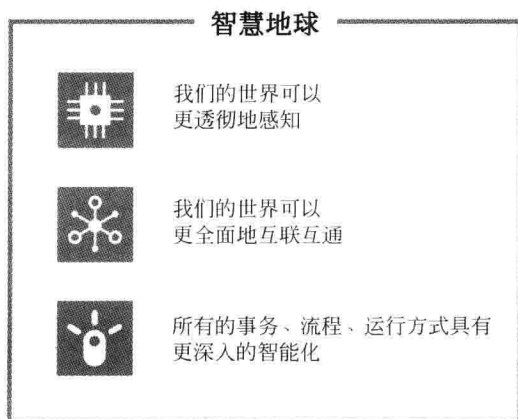 智慧地球
我们的世界可以
更透彻地感知
我们的世界可以
更全面地互联互通
所有的事务、流程、运行方式具有
更深入的智能化